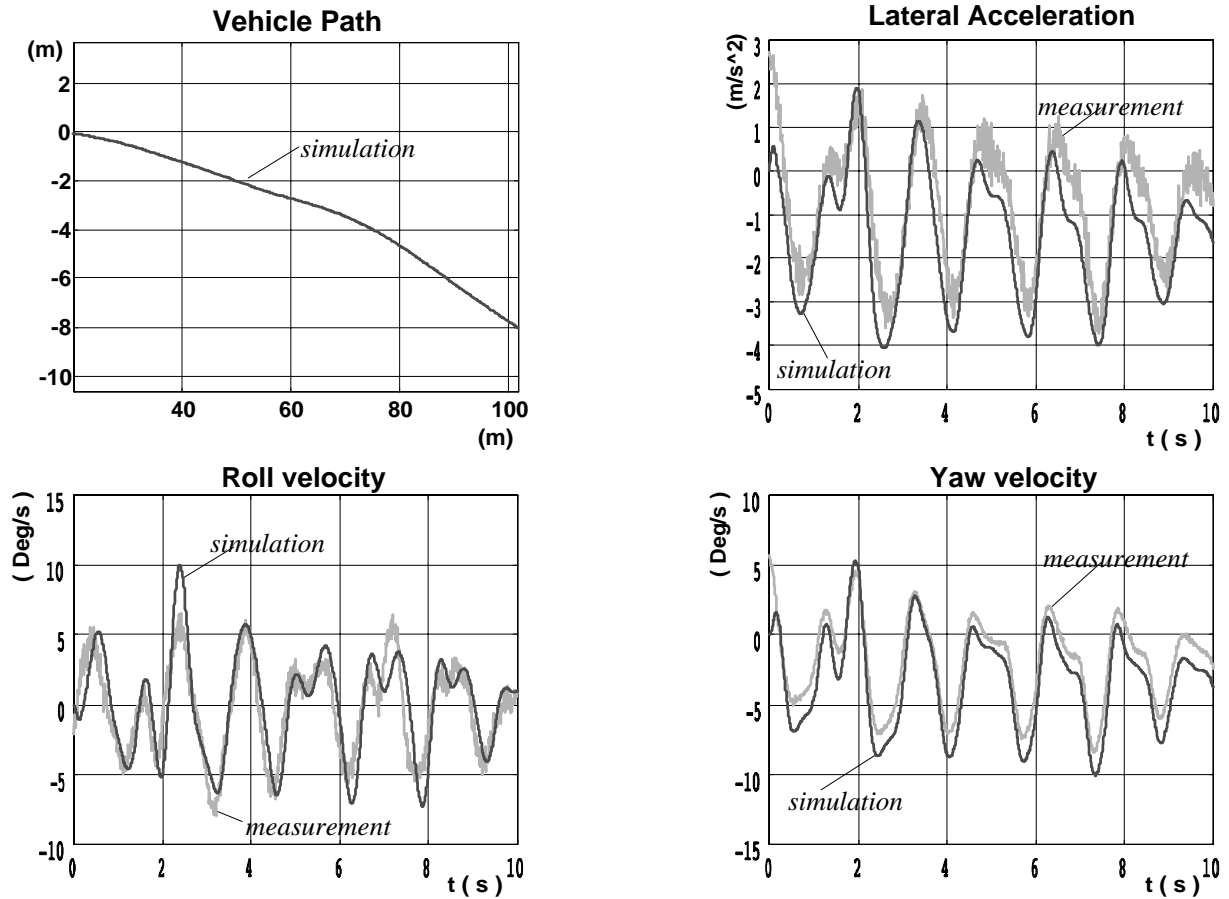 Vehicle Path
(m)
2
0
-2
-4
-6
-8
-10
simulation
40
60
80
100
(m)
Lateral Acceleration
(m/s^2)
3
2
1
0
-1
-2
-3
-4
-5
measurement
simulation
0
2
4
6
8
10
t ( s )
Roll velocity
( Deg/s )
15
10
5
0
-5
-10
simulation
measurement
0
2
4
6
8
10
t ( s )
Yaw velocity
( Deg/s )
10
5
0
-5
-10
-15
measurement
simulation
0
2
4
6
8
10
t ( s )